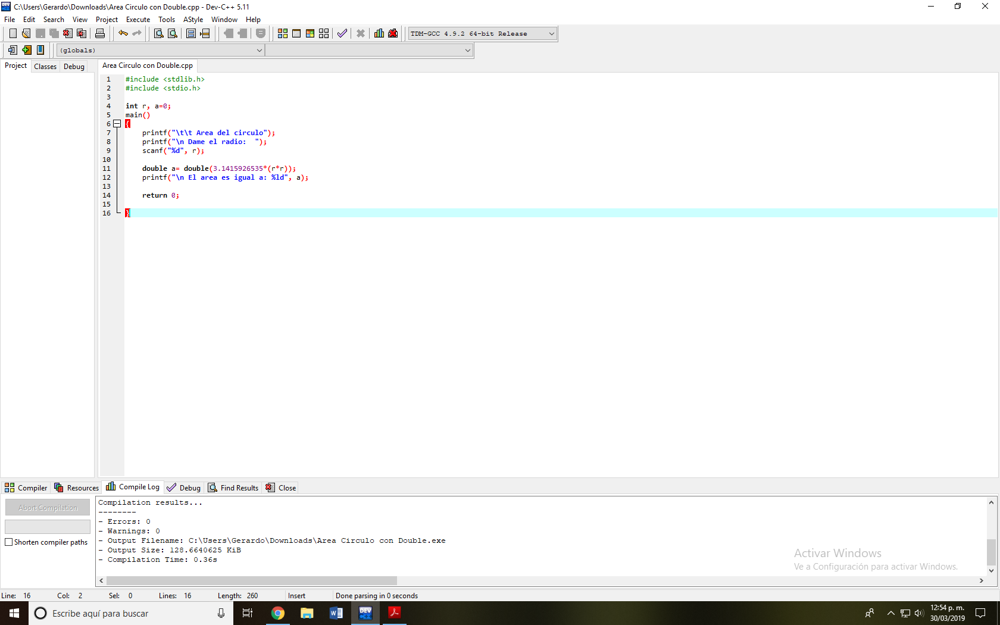 C:\Users\Gerardo\Downloads\Area Circulo con Double.cpp - Dev-C++ 5.11
File Edit Search View Project Execute Tools AStyle Window Help
TDM-GCC 4.9.2 64-bit Release
(globals)
Project Classes Debug
Area Circulo con Double.cpp
1 #include <stdlib.h>
2 #include <stdio.h>
3
4 int r, a=0;
5 main()
6 {
7 printf("\t\t Area del circulo");
8 printf("\n Dame el radio:  ");
9 scanf("%d", r);
10
11 double a= double(3.1415926535*(r*r));
12 printf("\n El area es igual a: %ld", a);
13
14 return 0;
15
16 }
Compiler Resources Compile Log Debug Find Results Close
Abort Compilation
Shorten compiler paths
Compilation results...
--------
- Errors: 0
- Warnings: 0
- Output Filename: C:\Users\Gerardo\Downloads\Area Circulo con Double.exe
- Output Size: 128.6640625 KiB
- Compilation Time: 0.36s
Activar Windows
Ve a Configuración para activar Windows.
Line: 16 Col: 2 Sel: 0 Lines: 16 Length: 260 Insert Done parsing in 0 seconds
Escribe aquí para buscar
DEV
12:54 p. m.
30/03/2019